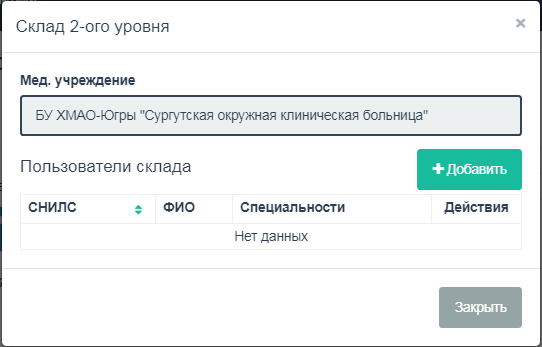 Склад 2-ого уровня
×
Мед. учреждение
БУ ХМАО-Югры "Сургутская окружная клиническая больница"
Пользователи склада
+ Добавить
СНИЛС ФИО Специальности Действия
Нет данных
Закрыть